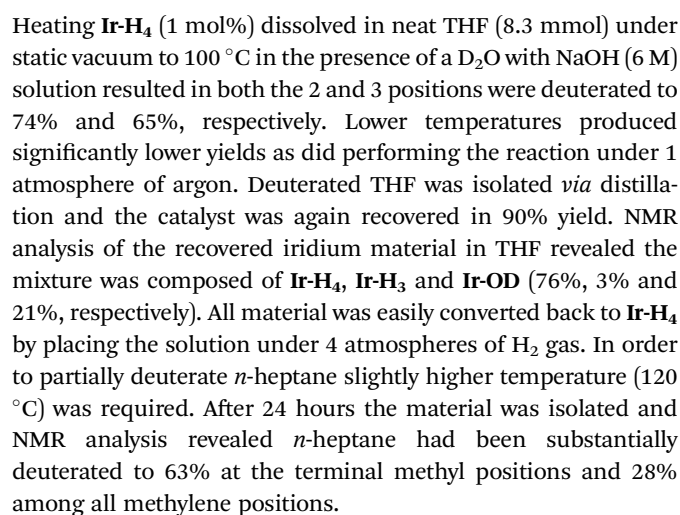 Heating Ir-H₄ (1 mol%) dissolved in neat THF (8.3 mmol) under
static vacuum to 100 °C in the presence of a D₂O with NaOH (6 M)
solution resulted in both the 2 and 3 positions were deuterated to
74% and 65%, respectively. Lower temperatures produced
significantly lower yields as did performing the reaction under 1
atmosphere of argon. Deuterated THF was isolated via distilla-
tion and the catalyst was again recovered in 90% yield. NMR
analysis of the recovered iridium material in THF revealed the
mixture was composed of Ir-H₄, Ir-H₃ and Ir-OD (76%, 3% and
21%, respectively). All material was easily converted back to Ir-H₄
by placing the solution under 4 atmospheres of H₂ gas. In order
to partially deuterate n-heptane slightly higher temperature (120
°C) was required. After 24 hours the material was isolated and
NMR analysis revealed n-heptane had been substantially
deuterated to 63% at the terminal methyl positions and 28%
among all methylene positions.